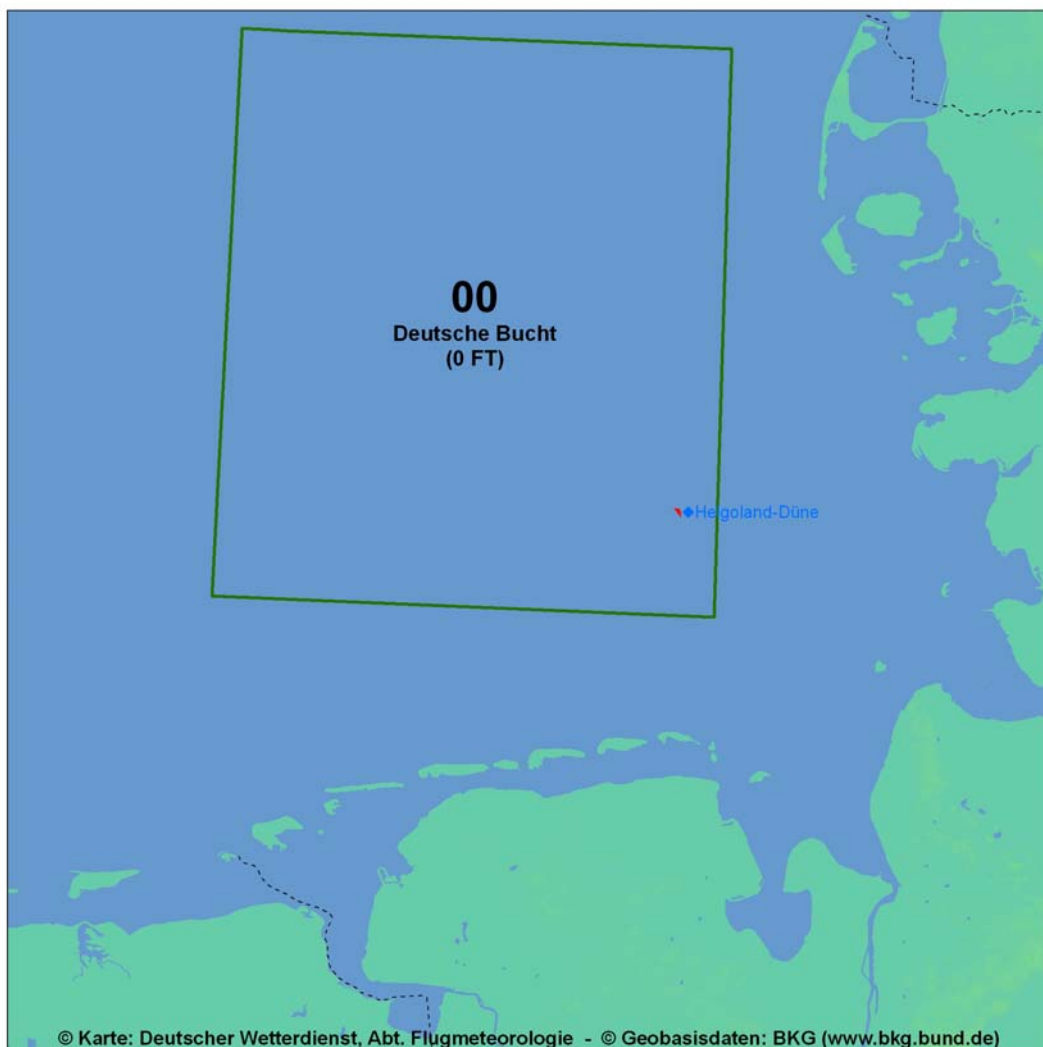 00
Deutsche Bucht
(0 FT)
Helgoland-Düne
© Karte: Deutscher Wetterdienst, Abt. Flugmeteorologie - © Geobasisdaten: BKG (www.bkg.bund.de)